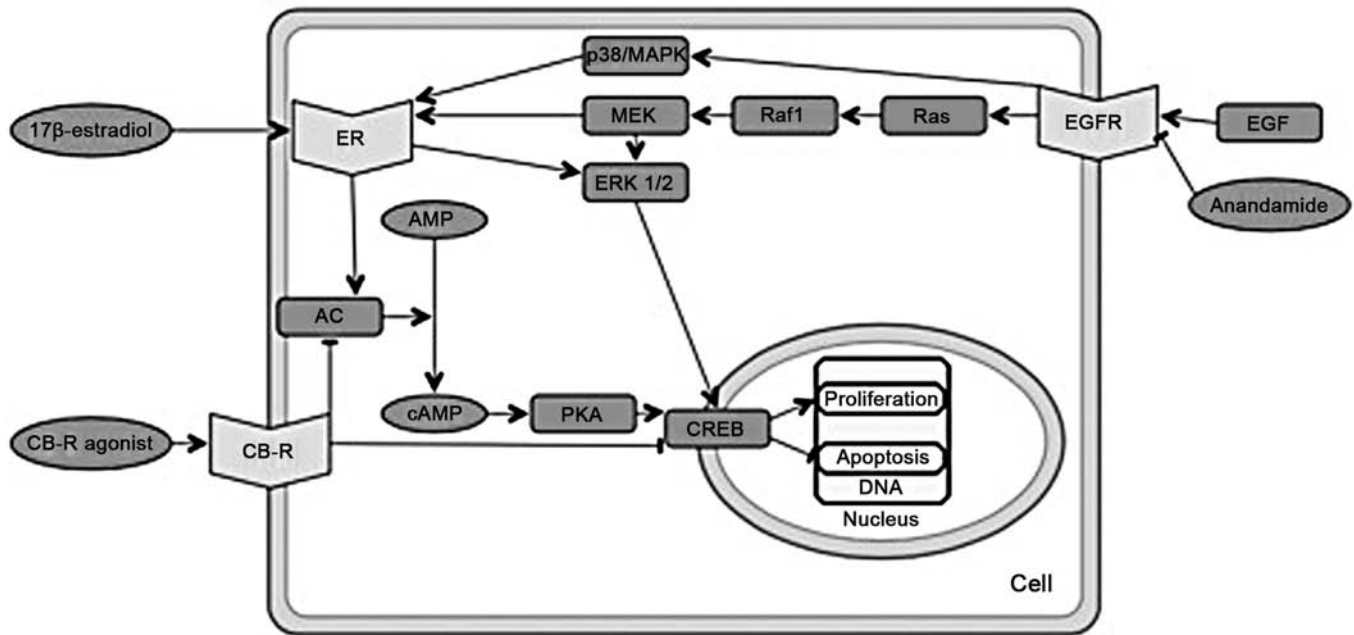 p38/MAPK
17β-estradiol
ER
MEK
Raf1
Ras
EGFR
EGF
ERK 1/2
Anandamide
AMP
AC
cAMP
PKA
CREB
Proliferation
CB-R agonist
CB-R
Apoptosis
DNA
Nucleus
Cell